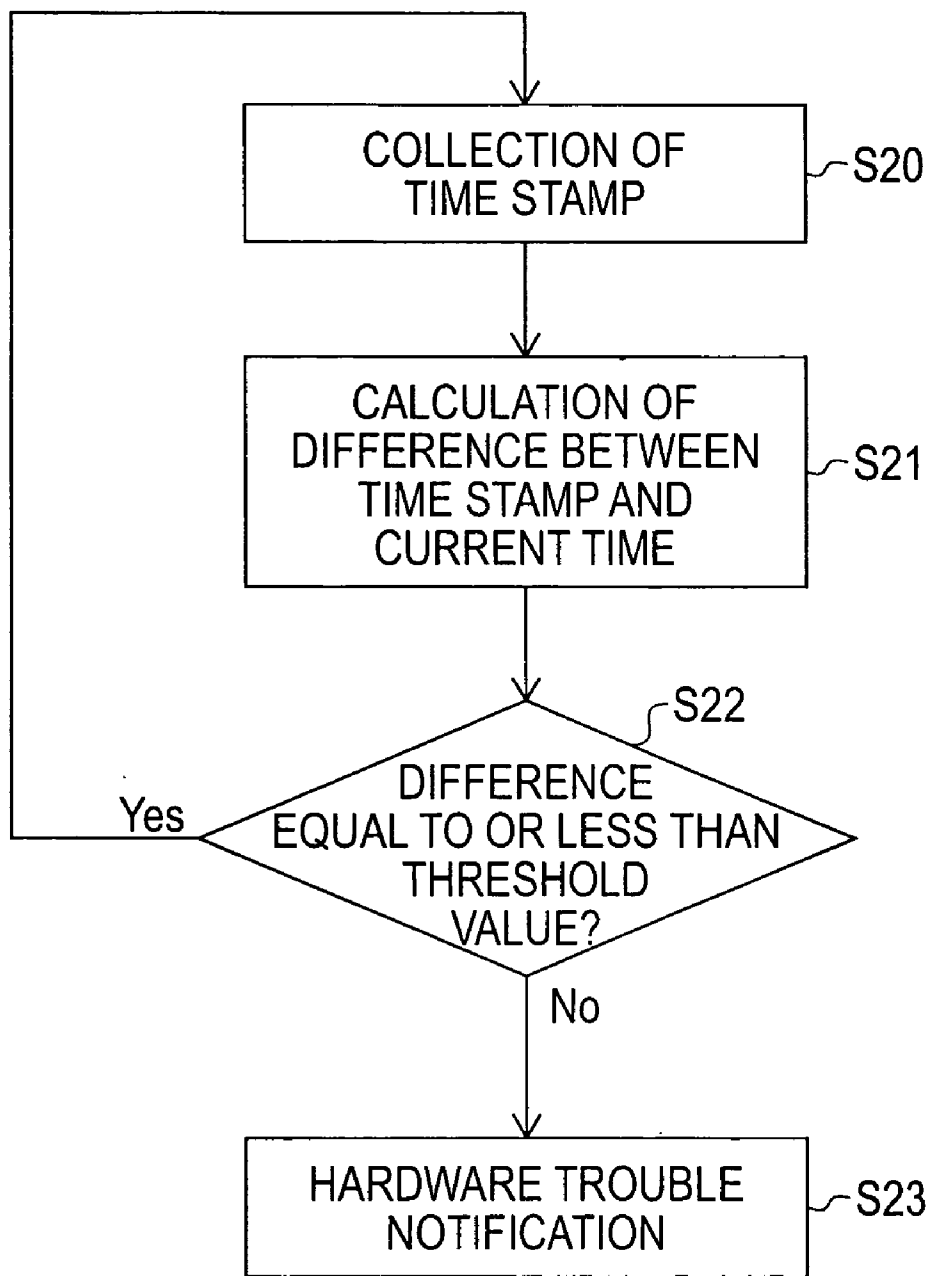 COLLECTION OF
TIME STAMP
S20
CALCULATION OF
DIFFERENCE BETWEEN
TIME STAMP AND
CURRENT TIME
S21
S22
DIFFERENCE
EQUAL TO OR LESS THAN
THRESHOLD
VALUE?
Yes
No
HARDWARE TROUBLE
NOTIFICATION
S23